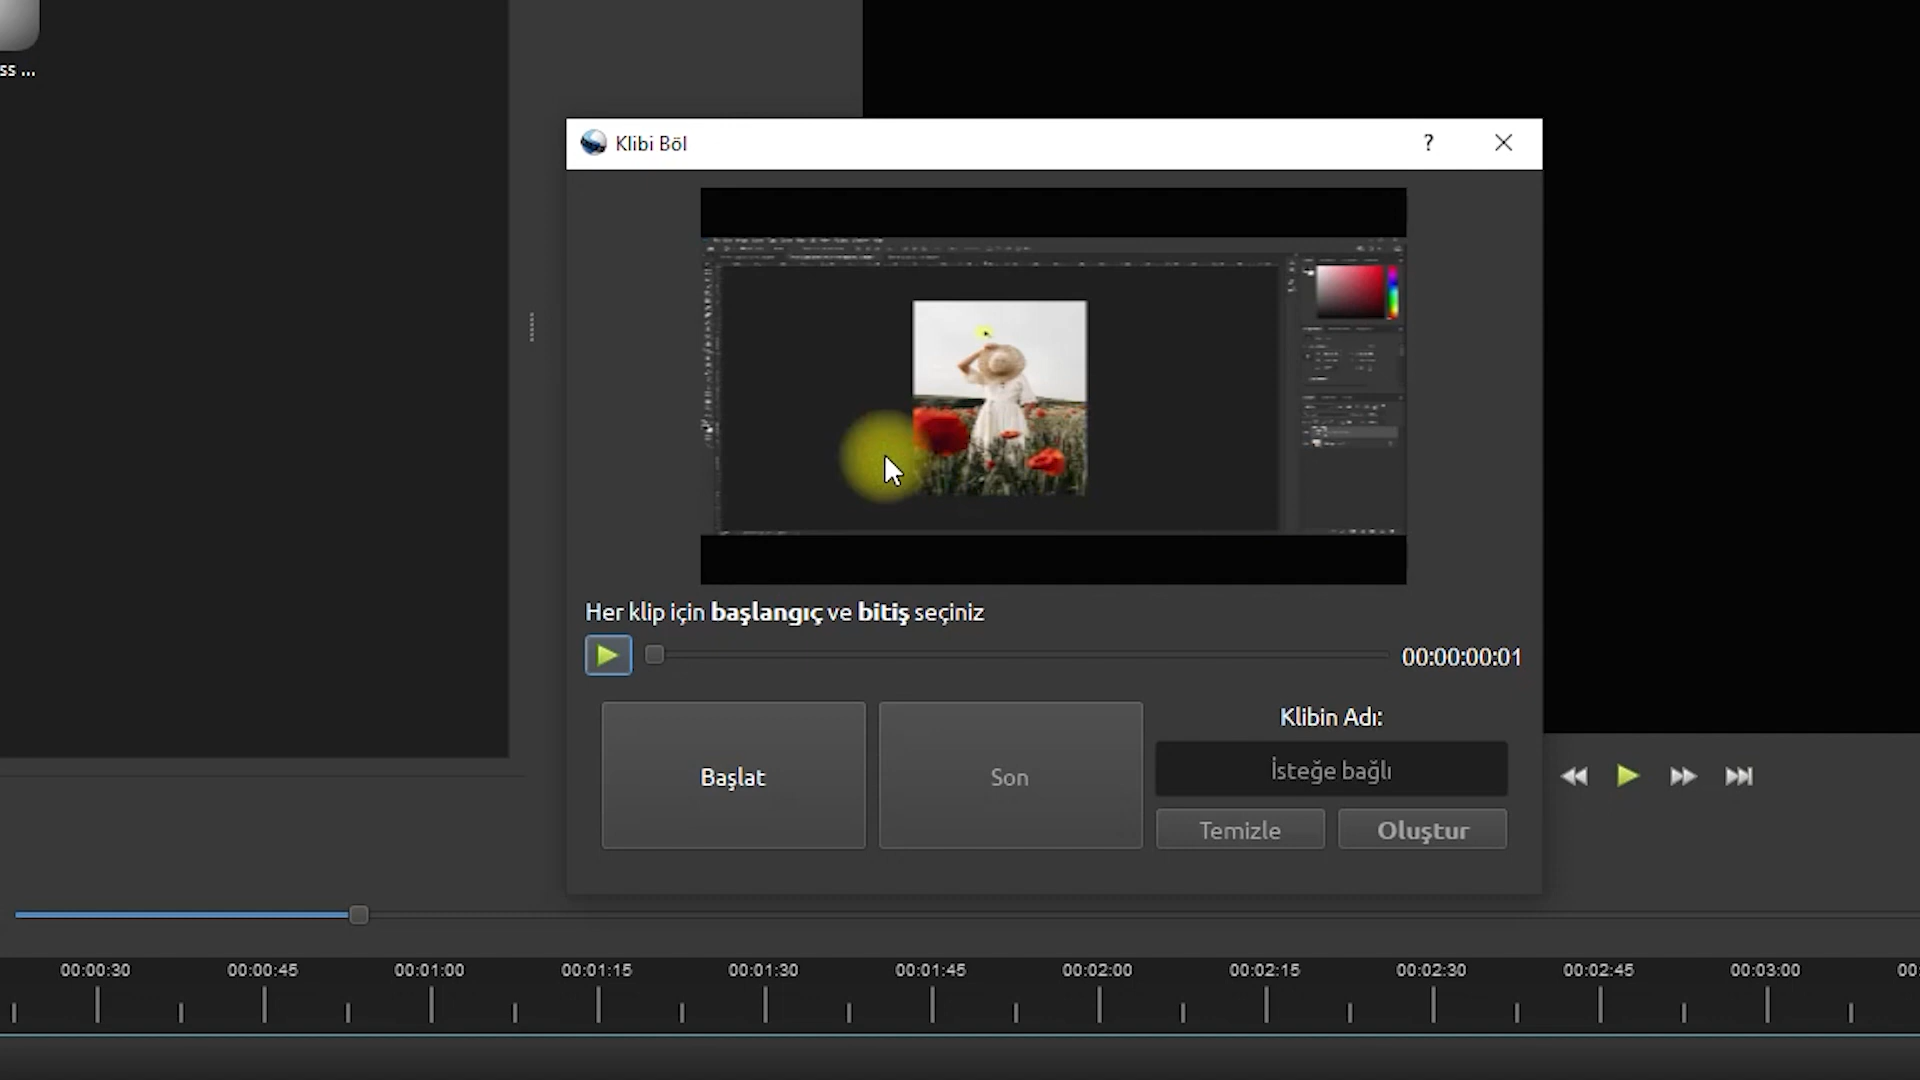 ss ...
Klibi Böl
?
Her klip için başlangıç ve bitiş seçiniz
00:00:00:01
Başlat
Son
Klibin Adı:
İsteğe bağlı
Temizle
Oluştur
00:00:30
00:00:45
00:01:00
00:01:15
00:01:30
00:01:45
00:02:00
00:02:15
00:02:30
00:02:45
00:03:00
00